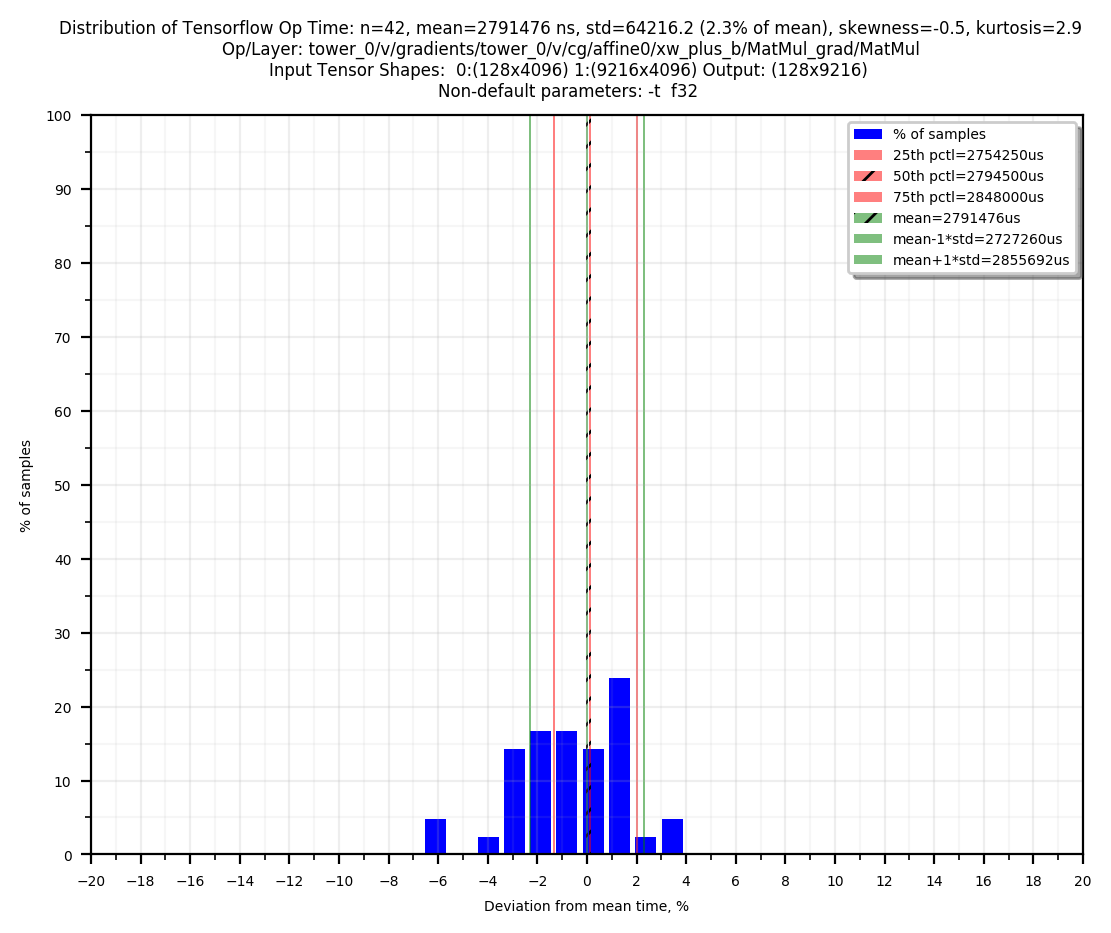 Distribution of Tensorflow Op Time: n=42, mean=2791476 ns, std=64216.2 (2.3% of mean), skewness=-0.5, kurtosis=2.9
Op/Layer: tower_0/v/gradients/tower_0/v/cg/affine0/xw_plus_b/MatMul_grad/MatMul
Input Tensor Shapes:  0:(128x4096) 1:(9216x4096) Output: (128x9216)
Non-default parameters: -t  f32
100
90
80
70
60
50
40
30
20
10
0
% of samples
% of samples
25th pctl=2754250us
50th pctl=2794500us
75th pctl=2848000us
mean=2791476us
mean-1*std=2727260us
mean+1*std=2855692us
−20 −18 −16 −14 −12 −10 −8 −6 −4 −2 0 2 4 6 8 10 12 14 16 18 20
Deviation from mean time, %